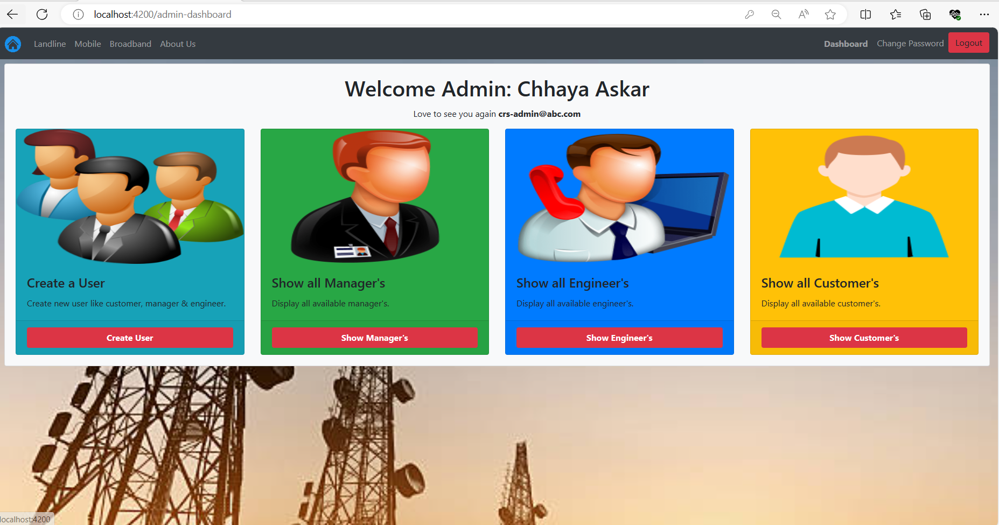 localhost:4200/admin-dashboard
Landline Mobile Broadband About Us Dashboard Change Password Logout
Welcome Admin: Chhaya Askar
Love to see you again crs-admin@abc.com
Create a User
Create new user like customer, manager & engineer.
Create User
Show all Manager's
Display all available manager's.
Show Manager's
Show all Engineer's
Display all available engineer's.
Show Engineer's
Show all Customer's
Display all available customer's.
Show Customer's
localhost:4200